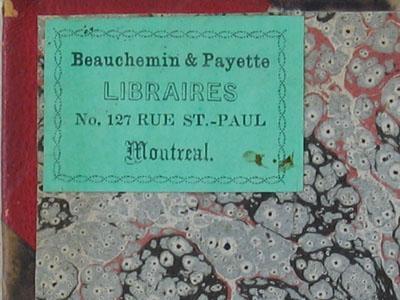 Beauchemin & Payette
LIBRAIRES
No. 127 RUE ST.-PAUL
Montreal.